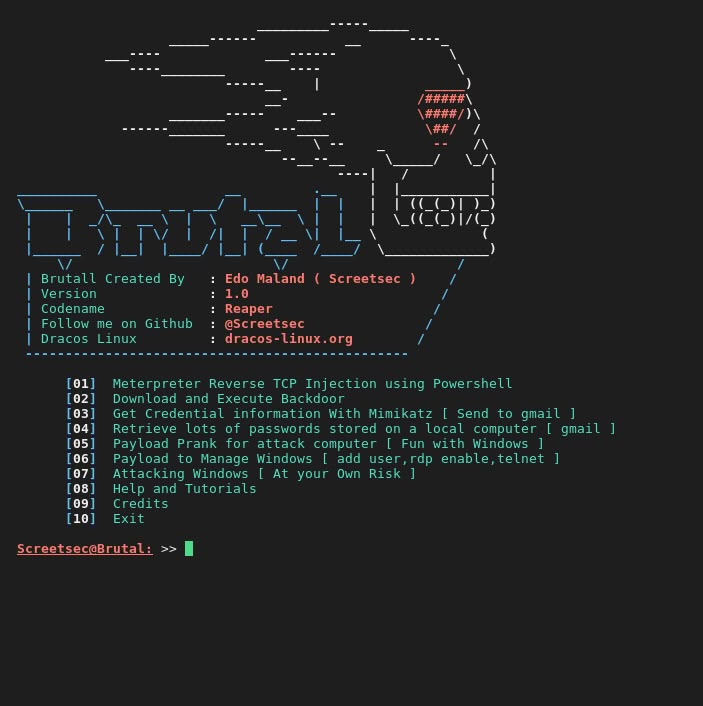 Brutal
| Brutall Created By : Edo Maland ( Screetsec )
| Version : 1.0
| Codename : Reaper
| Follow me on Github : @Screetsec
| Dracos Linux : dracos-linux.org
[01] Meterpreter Reverse TCP Injection using Powershell
[02] Download and Execute Backdoor
[03] Get Credential information With Mimikatz [ Send to gmail ]
[04] Retrieve lots of passwords stored on a local computer [ gmail ]
[05] Payload Prank for attack computer [ Fun with Windows ]
[06] Payload to Manage Windows [ add user,rdp enable,telnet ]
[07] Attacking Windows [ At your Own Risk ]
[08] Help and Tutorials
[09] Credits
[10] Exit
Screetsec@Brutal: >>